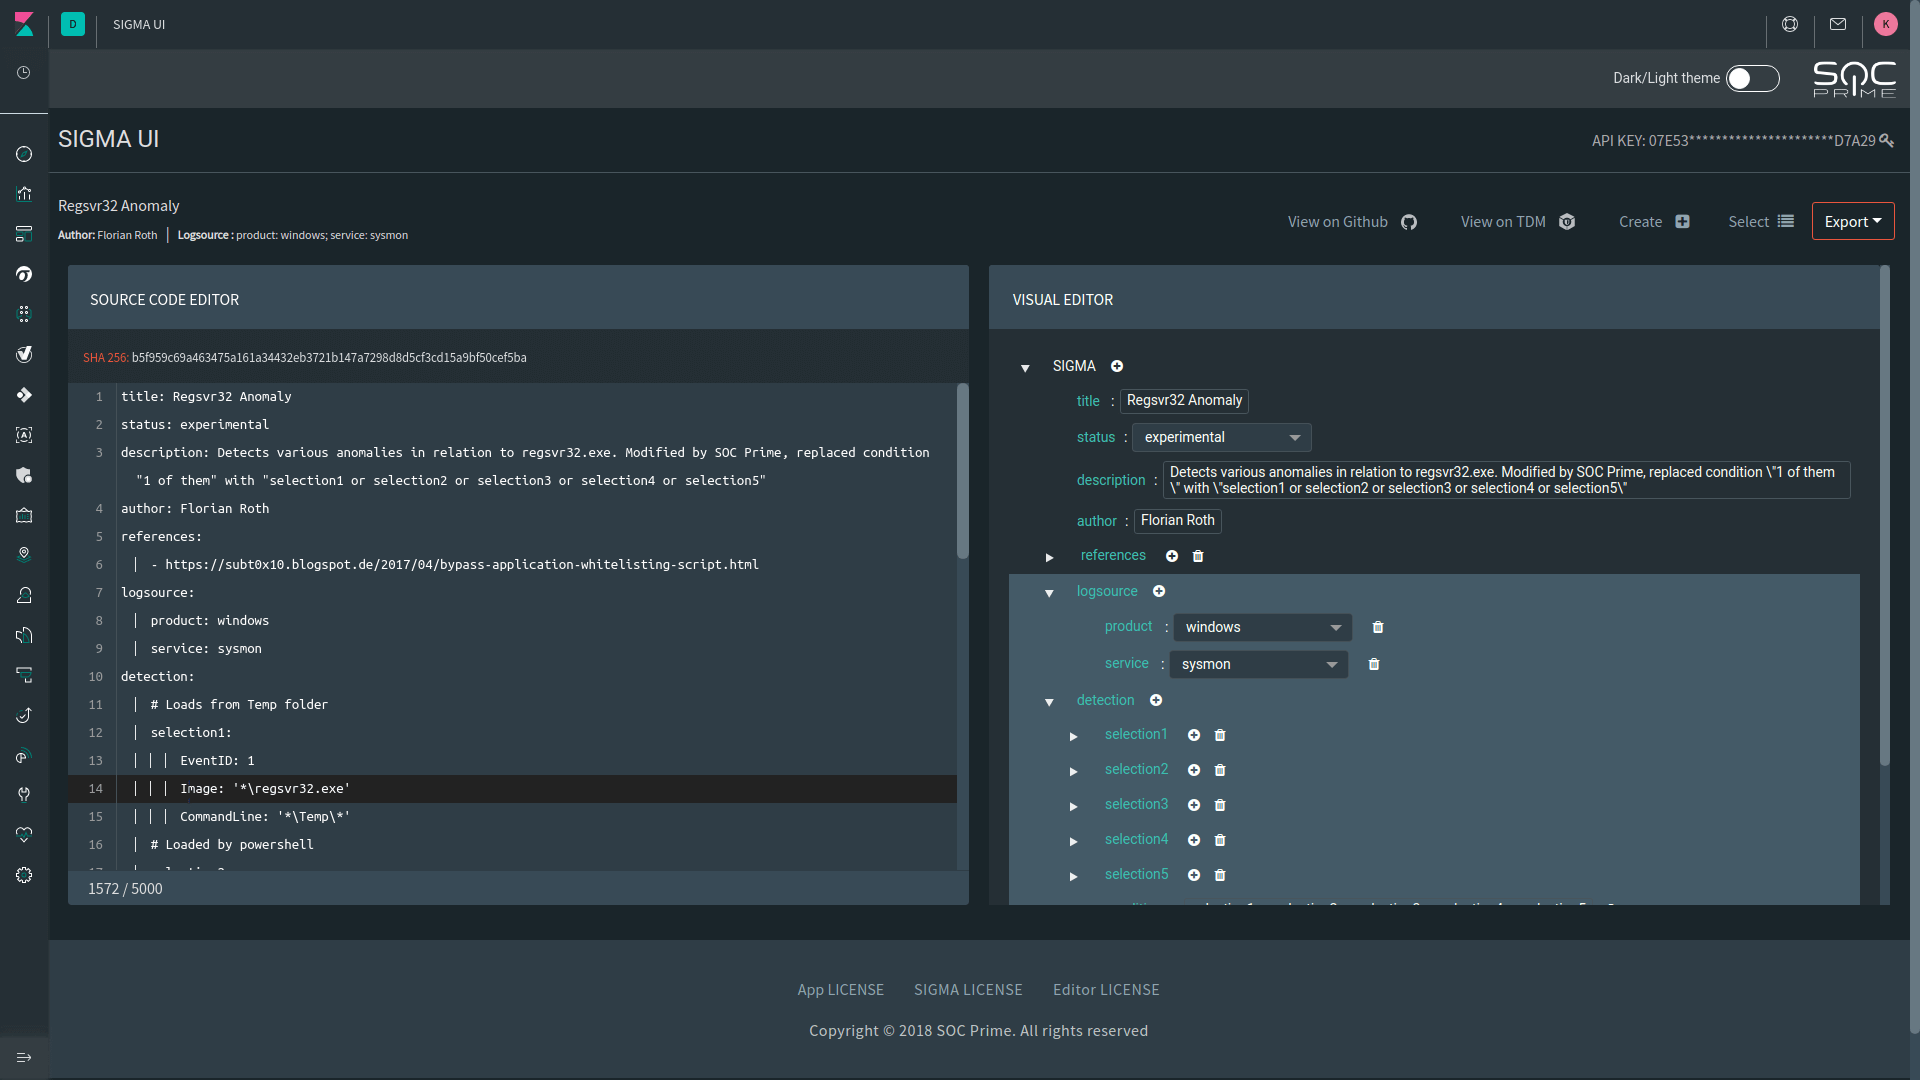 D
SIGMA UI
K
Dark/Light theme
SOC
PRIME
SIGMA UI
API KEY: 07E53**********************D7A29
Regsvr32 Anomaly
Author: Florian Roth | Logsource : product: windows; service: sysmon
View on Github
View on TDM
Create
Select
Export
SOURCE CODE EDITOR
SHA 256: b5f959c69a463475a161a34432eb3721b147a7298d8d5cf3cd15a9bf50cef5ba
1 title: Regsvr32 Anomaly
2 status: experimental
3 description: Detects various anomalies in relation to regsvr32.exe. Modified by SOC Prime, replaced condition
"1 of them" with "selection1 or selection2 or selection3 or selection4 or selection5"
4 author: Florian Roth
5 references:
6 - https://subt0x10.blogspot.de/2017/04/bypass-application-whitelisting-script.html
7 logsource:
8 product: windows
9 service: sysmon
10 detection:
11 # Loads from Temp folder
12 selection1:
13 EventID: 1
14 Image: '*\regsvr32.exe'
15 CommandLine: '*\Temp\*'
16 # Loaded by powershell
1572 / 5000
VISUAL EDITOR
SIGMA
title : Regsvr32 Anomaly
status : experimental
description : Detects various anomalies in relation to regsvr32.exe. Modified by SOC Prime, replaced condition \"1 of them
\" with \"selection1 or selection2 or selection3 or selection4 or selection5\"
author : Florian Roth
references
logsource
product : windows
service : sysmon
detection
selection1
selection2
selection3
selection4
selection5
App LICENSE
SIGMA LICENSE
Editor LICENSE
Copyright © 2018 SOC Prime. All rights reserved